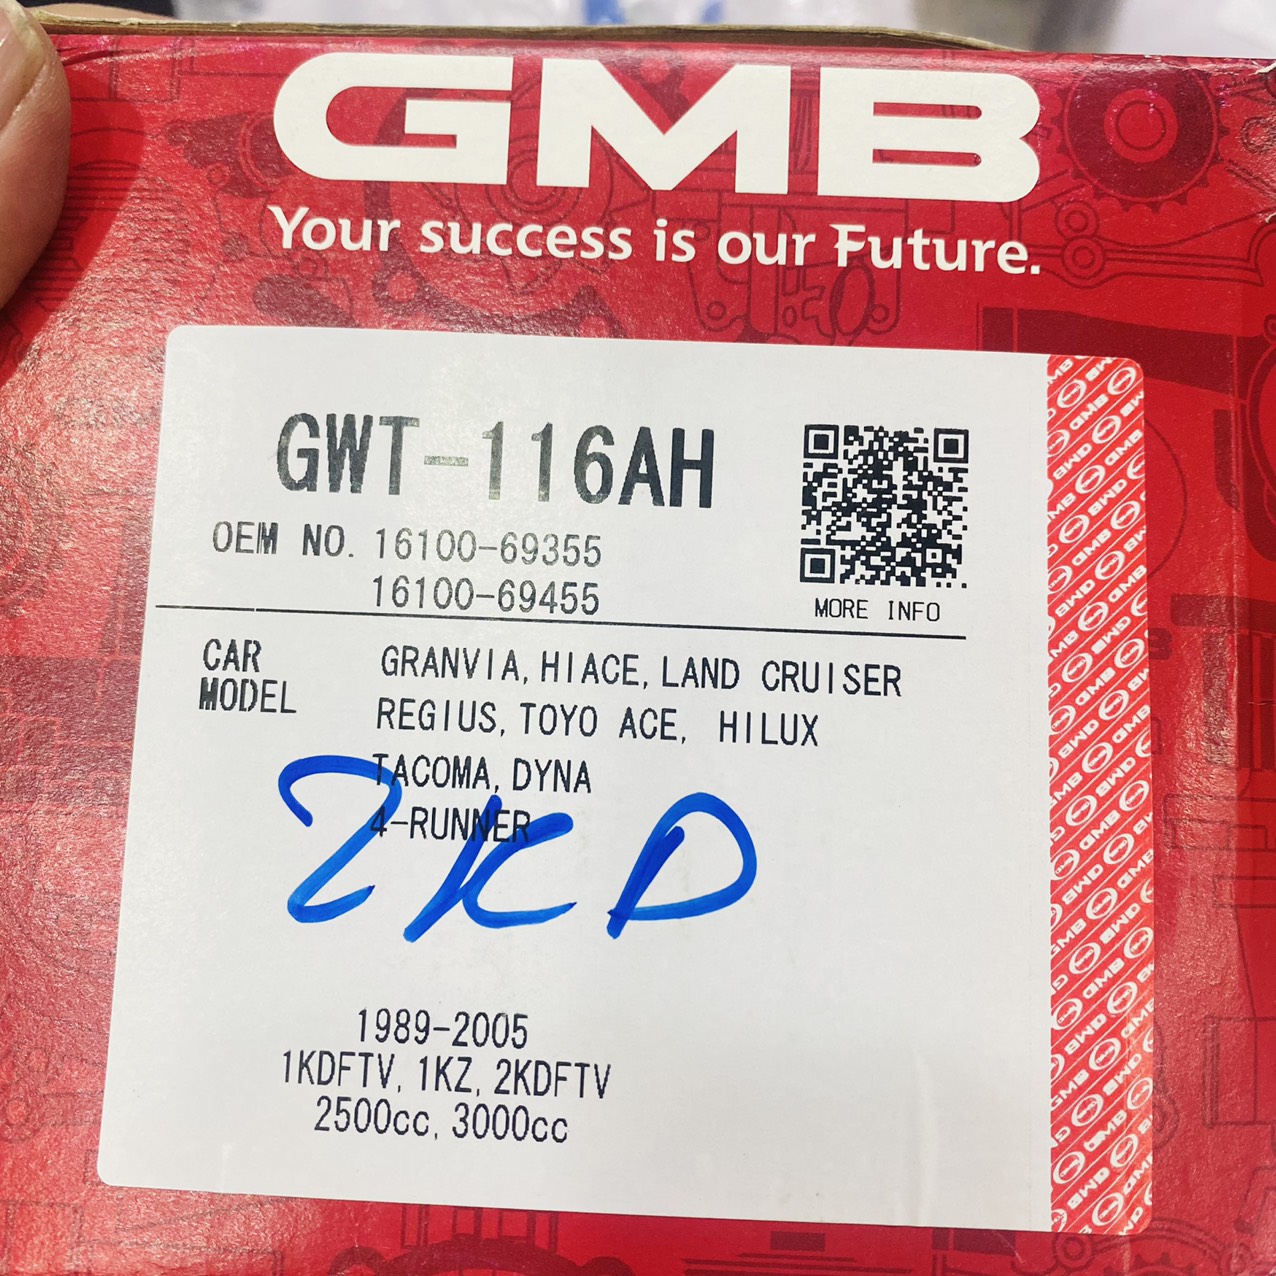 GMB
Your success is our Future.
GWT-116AH
OEM NO. 16100-69355
16100-69455
MORE INFO
CAR MODEL
GRANVIA, HIACE, LAND CRUISER
REGIUS, TOYO ACE, HILUX
TACOMA, DYNA
4-RUNNER
2KD
1989-2005
1KDFTV, 1KZ, 2KDFTV
2500cc, 3000cc